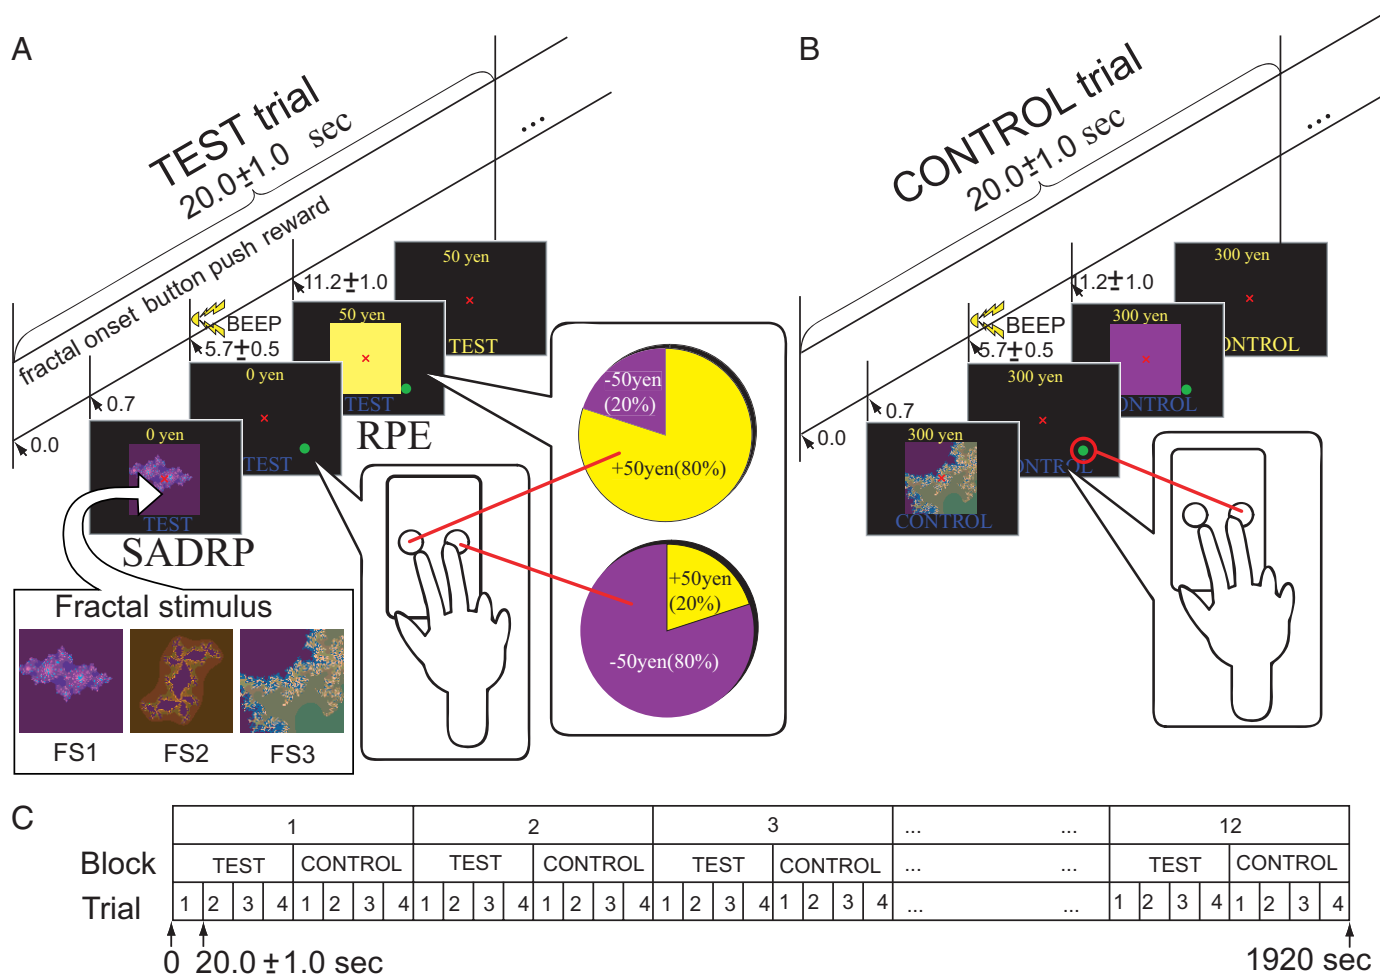 A
TEST trial
20.0±1.0 sec
...
fractal onset button push reward
0.0
0.7
BEEP
5.7±0.5
11.2±1.0
0 yen
TEST
0 yen
TEST
50 yen
TEST
50 yen
TEST
SADRP
RPE
-50yen
(20%)
+50yen(80%)
+50yen
(20%)
-50yen(80%)
Fractal stimulus
FS1 FS2 FS3
B
CONTROL trial
20.0±1.0 sec
...
0.0
0.7
BEEP
5.7±0.5
11.2±1.0
300 yen
CONTROL
300 yen
ONTROL
300 yen
ONTROL
300 yen
ONTROL
C
1 2 3 ... ... 12
Block TEST CONTROL TEST CONTROL TEST CONTROL ... ... TEST CONTROL
Trial 1 2 3 4 1 2 3 4 1 2 3 4 1 2 3 4 1 2 3 4 1 2 3 4 ... ... 1 2 3 4 1 2 3 4
0 20.0±1.0 sec 1920 sec